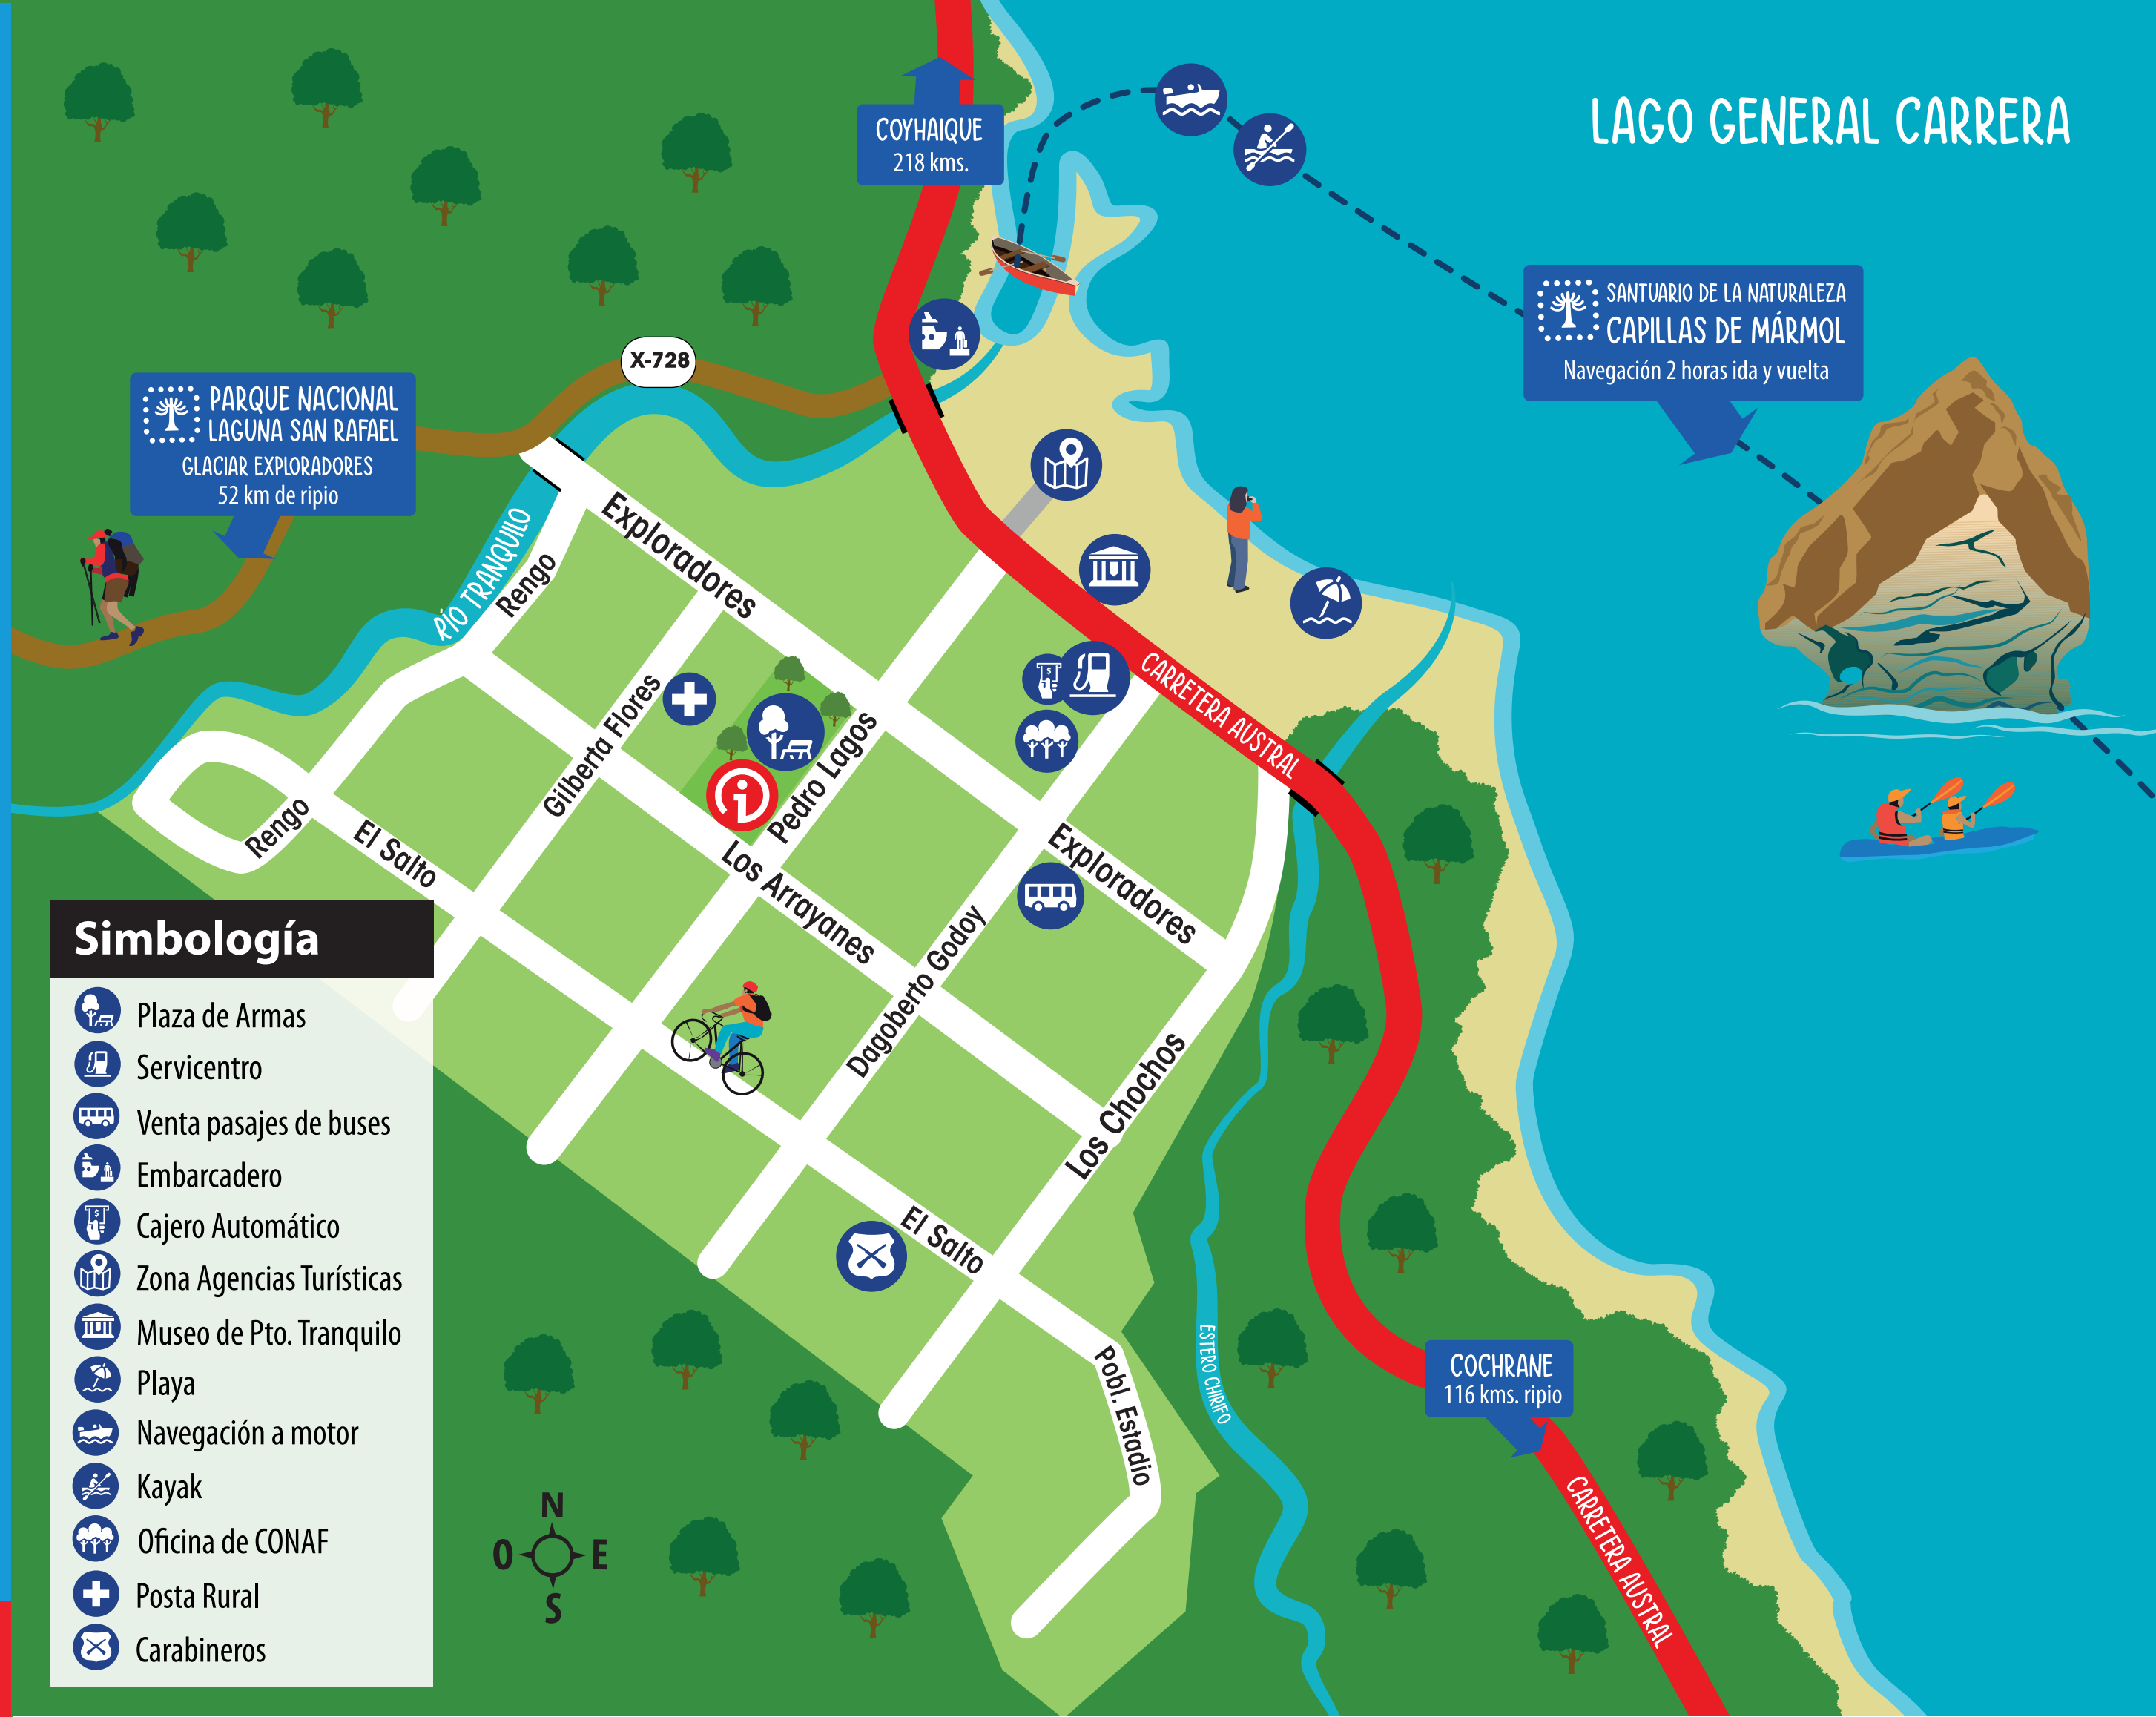 LAGO GENERAL CARRERA
COYHAIQUE
218 kms.
SANTUARIO DE LA NATURALEZA
CAPILLAS DE MÁRMOL
Navegación 2 horas ida y vuelta
X-728
PARQUE NACIONAL
LAGUNA SAN RAFAEL
GLACIAR EXPLORADORES
52 km de ripio
RÍO TRANQUILO
Rengo
Exploradores
Gilberta Flores
Pedro Lagos
CARRETERA AUSTRAL
Rengo
El Salto
Los Arrayanes
Exploradores
Dagoberto Godoy
Los Chochos
El Salto
Pobl. Estadio
ESTERO CHIRIFO
COCHRANE
116 kms. ripio
CARRETERA AUSTRAL
Simbología
Plaza de Armas
Servicentro
Venta pasajes de buses
Embarcadero
$
Cajero Automático
Zona Agencias Turísticas
Museo de Pto. Tranquilo
Playa
Navegación a motor
Kayak
Oficina de CONAF
Posta Rural
Carabineros
N
O E
S
i
$